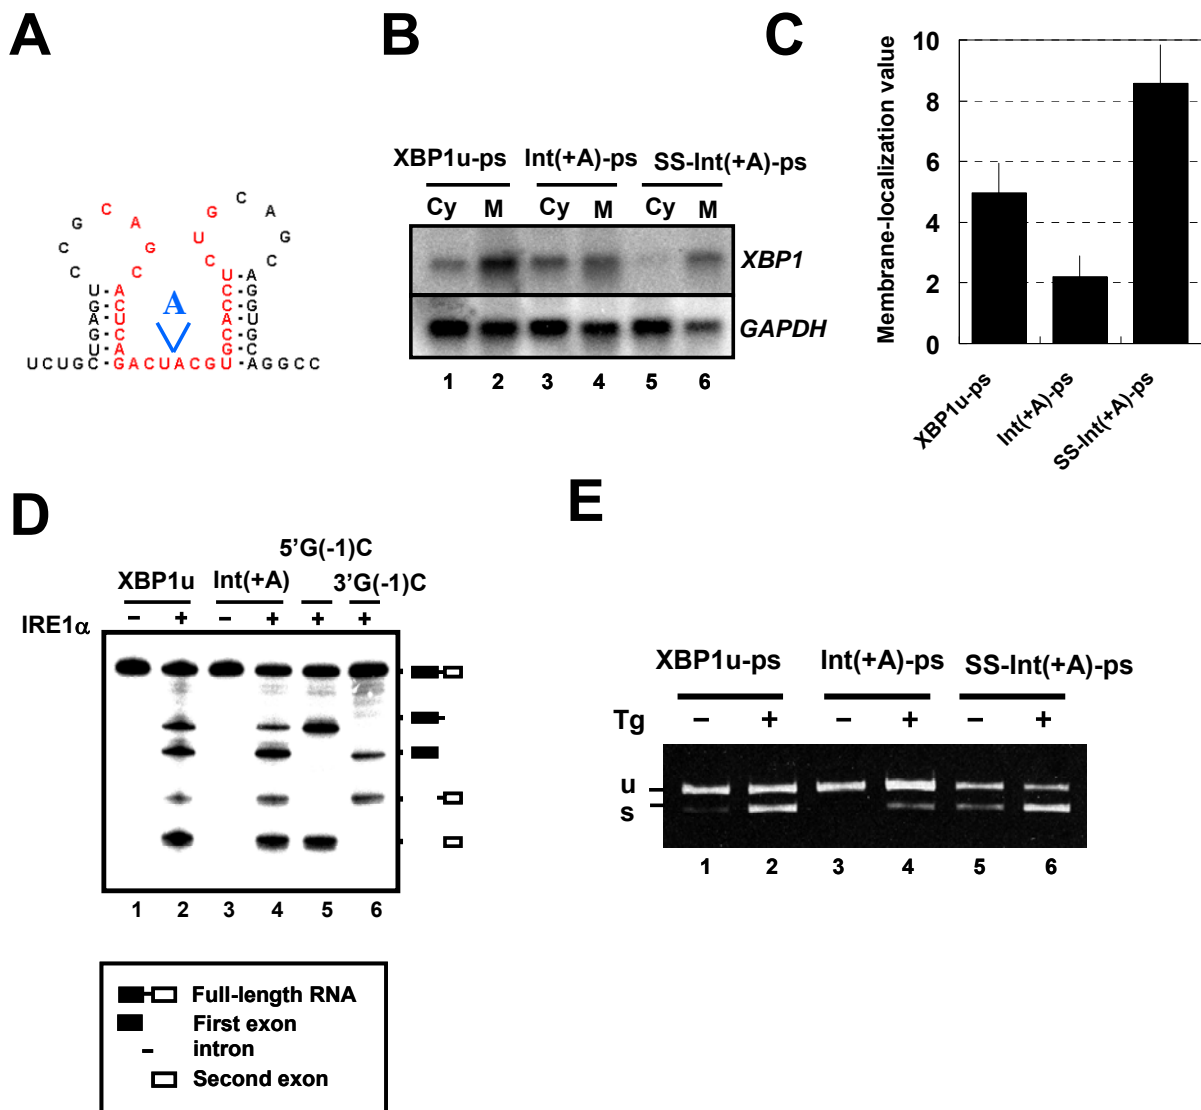 A
B
C
XBP1u-ps Int(+A)-ps SS-Int(+A)-ps
Cy M Cy M Cy M
XBP1
GAPDH
1 2 3 4 5 6
Membrane-localization value
10
8
6
4
2
0
XBP1u-ps
Int(+A)-ps
SS-Int(+A)-ps
A
UCUGC
GACUACGU
AGGCC
D
5'G(-1)C
XBP1u Int(+A) 3'G(-1)C
IRE1α − + − + + +
1 2 3 4 5 6
Full-length RNA
First exon
intron
Second exon
E
XBP1u-ps Int(+A)-ps SS-Int(+A)-ps
Tg − + − + − +
u
s
1 2 3 4 5 6